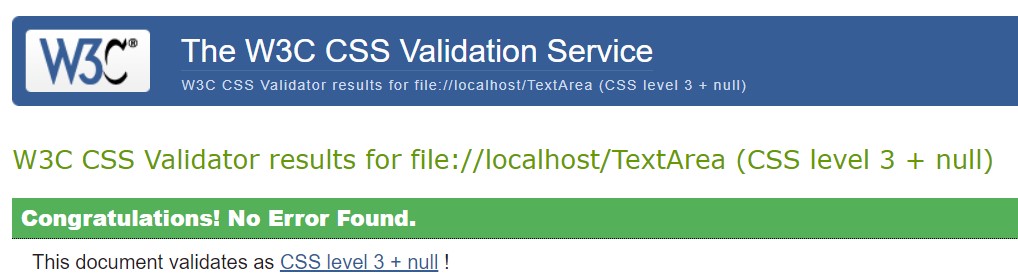 W3C®
The W3C CSS Validation Service
W3C CSS Validator results for file://localhost/TextArea (CSS level 3 + null)
W3C CSS Validator results for file://localhost/TextArea (CSS level 3 + null)
Congratulations! No Error Found.
This document validates as CSS level 3 + null !